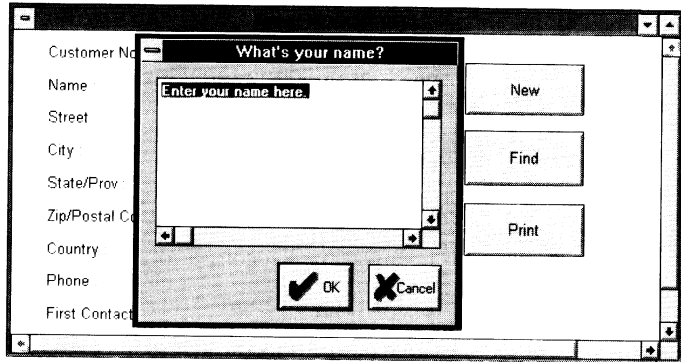 What's your name?
Customer No
Enter your name here.
Name
New
Street
City
Find
State/Prov
Zip/Postal Co
Print
Country
Phone
OK
Cancel
First Contact